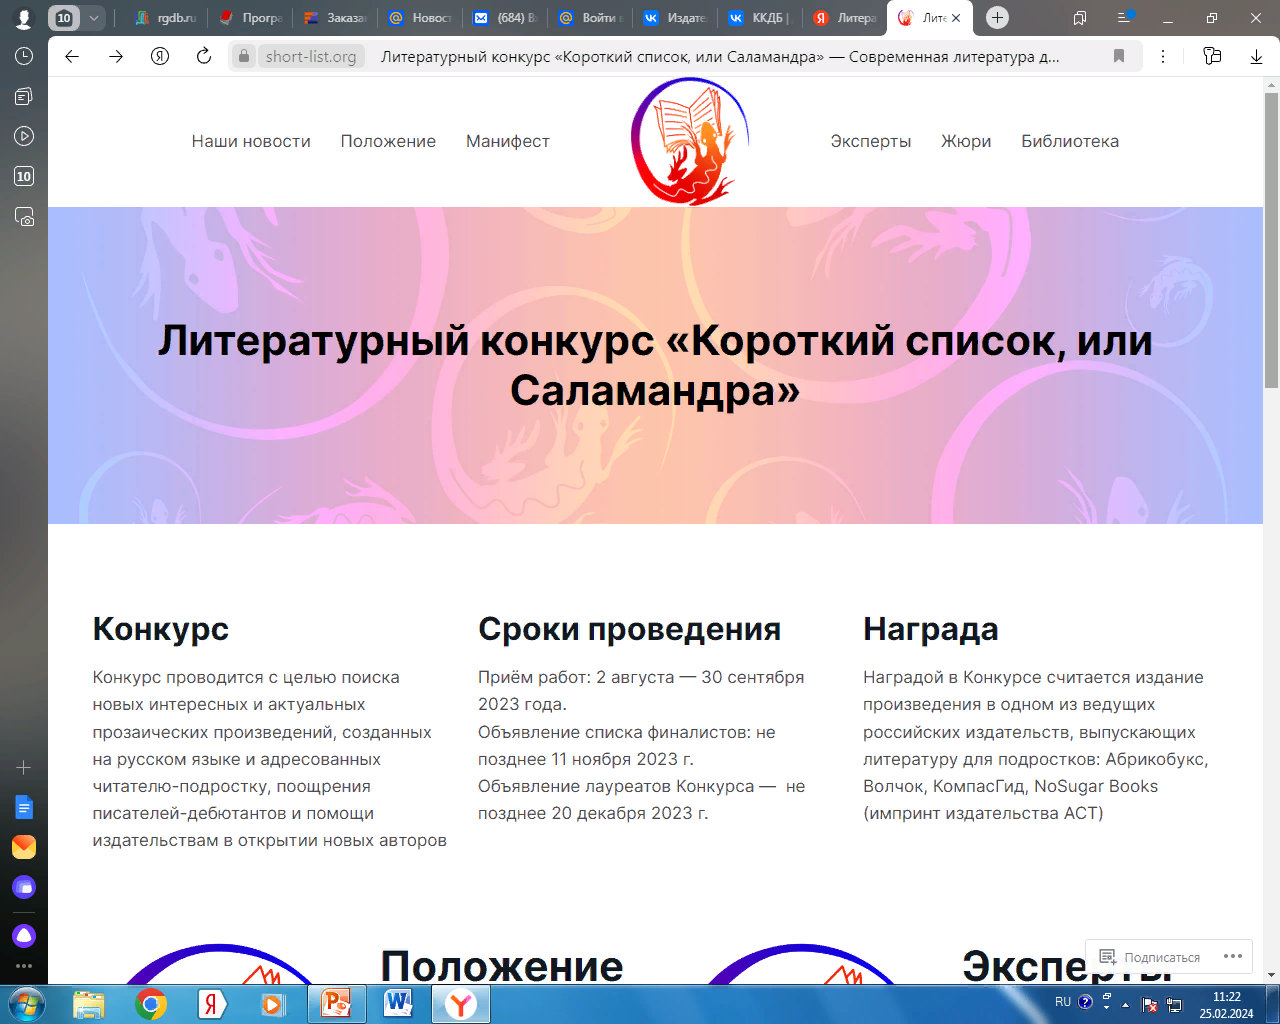 10
rgdb.ru
Програ
Заказа
Новост
(684) В
Войти в
Издате
ККДБ |
Литера
Лите
short-list.org
Литературный конкурс «Короткий список, или Саламандра» — Современная литература д...
10
Наши новости
Положение
Манифест
Эксперты
Жюри
Библиотека
Литературный конкурс «Короткий список, или
Саламандра»
Конкурс
Конкурс проводится с целью поиска
новых интересных и актуальных
прозаических произведений, созданных
на русском языке и адресованных
читателю-подростку, поощрения
писателей-дебютантов и помощи
издательствам в открытии новых авторов
Сроки проведения
Приём работ: 2 августа — 30 сентября
2023 года.
Объявление списка финалистов: не
позднее 11 ноября 2023 г.
Объявление лауреатов Конкурса — не
позднее 20 декабря 2023 г.
Награда
Наградой в Конкурсе считается издание
произведения в одном из ведущих
российских издательств, выпускающих
литературу для подростков: Абрикобукс,
Волчок, КомпасГид, NoSugar Books
(импринт издательства АСТ)
Положение
Эксперты
Подписаться
RU
11:22
25.02.2024